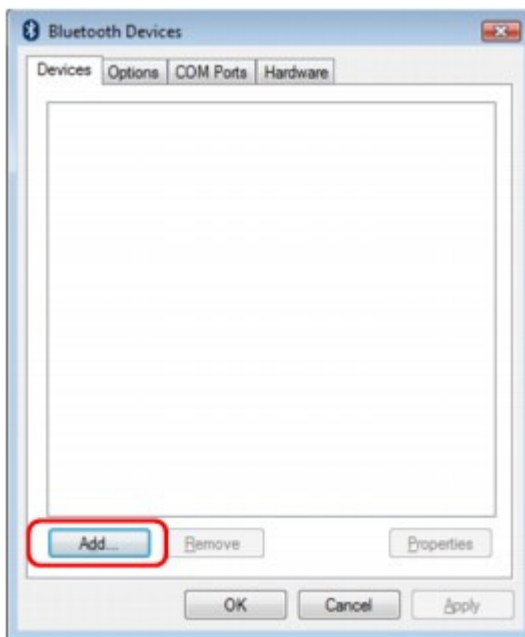 Bluetooth Devices
Devices Options COM Ports Hardware
Add... Remove Properties
OK Cancel Apply